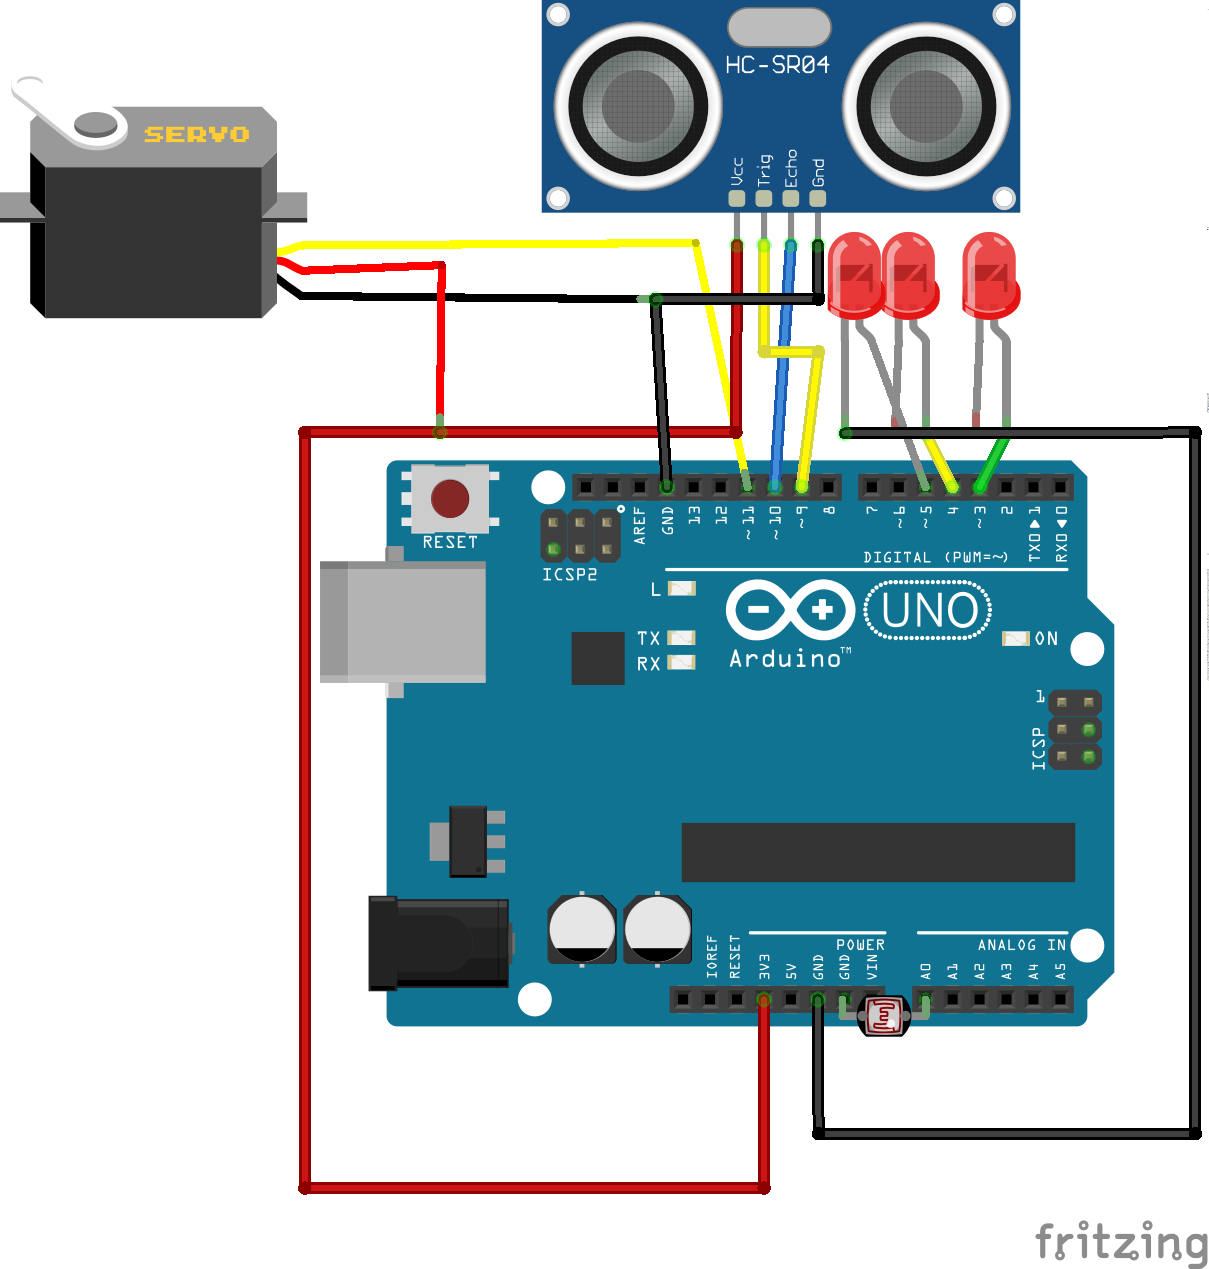 HC-SR04
SERVO
Vcc
Trig
Echo
Gnd
RESET
AREF
GND
13
12
~11
~10
~9
8
7
~6
~5
4
~3
2
TX0 ▶ 1
RX0 ◀ 0
DIGITAL (PWM=~)
ICSP2
L
TX
RX
UNO
ON
Arduino™
1
ICSP
POWER
ANALOG IN
IOREF
RESET
3V3
5V
GND
GND
VIN
A0
A1
A2
A3
A4
A5
fritzing